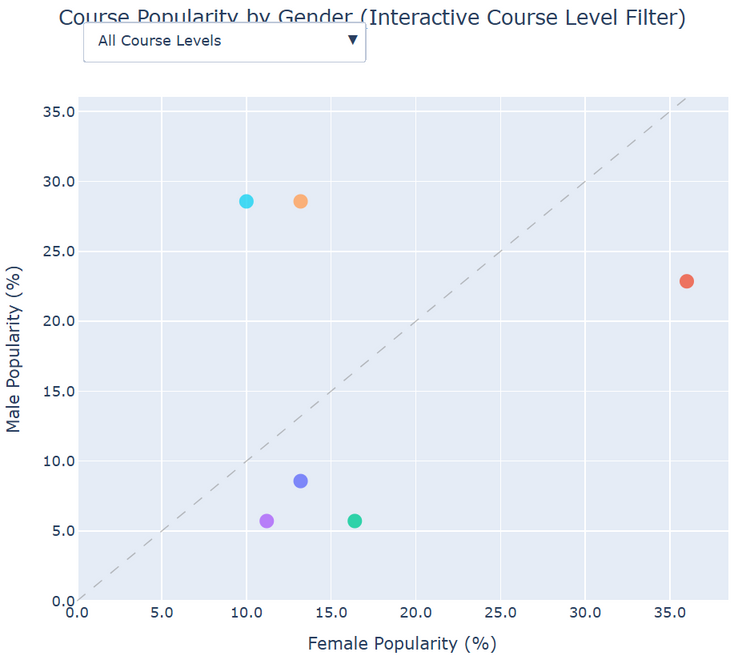 Course Popularity by Gender (Interactive Course Level Filter)
All Course Levels ▼
35.0
30.0
25.0
20.0
15.0
10.0
5.0
0.0
0.0 5.0 10.0 15.0 20.0 25.0 30.0 35.0
Male Popularity (%)
Female Popularity (%)